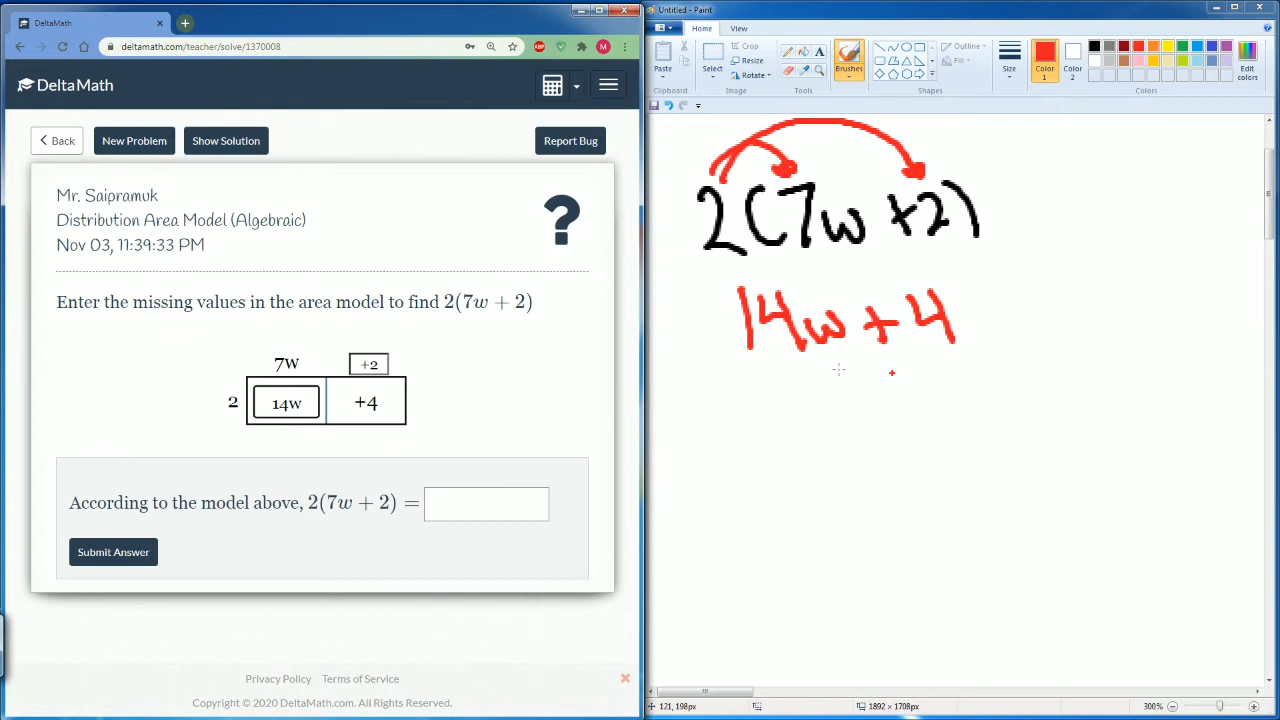 DeltaMath
deltamath.com/teacher/solve/1370008
ABP
M
DeltaMath
Back
New Problem
Show Solution
Report Bug
Mr. Saipramuk
Distribution Area Model (Algebraic)
Nov 03, 11:39:33 PM
?
Enter the missing values in the area model to find 2(7w + 2)
7w
+2
2
14w
+4
According to the model above, 2(7w + 2) =
Submit Answer
Privacy Policy
Terms of Service
Copyright © 2020 DeltaMath.com. All Rights Reserved.
Untitled - Paint
Home
View
Paste
Clipboard
Select
Crop
Resize
Rotate
Image
A
Tools
Brushes
Outline
Fill
Shapes
Size
Color 1
Color 2
Edit colors
Colors
2(7w +2)
14w + 4
121, 198px
1892 × 1708px
300%